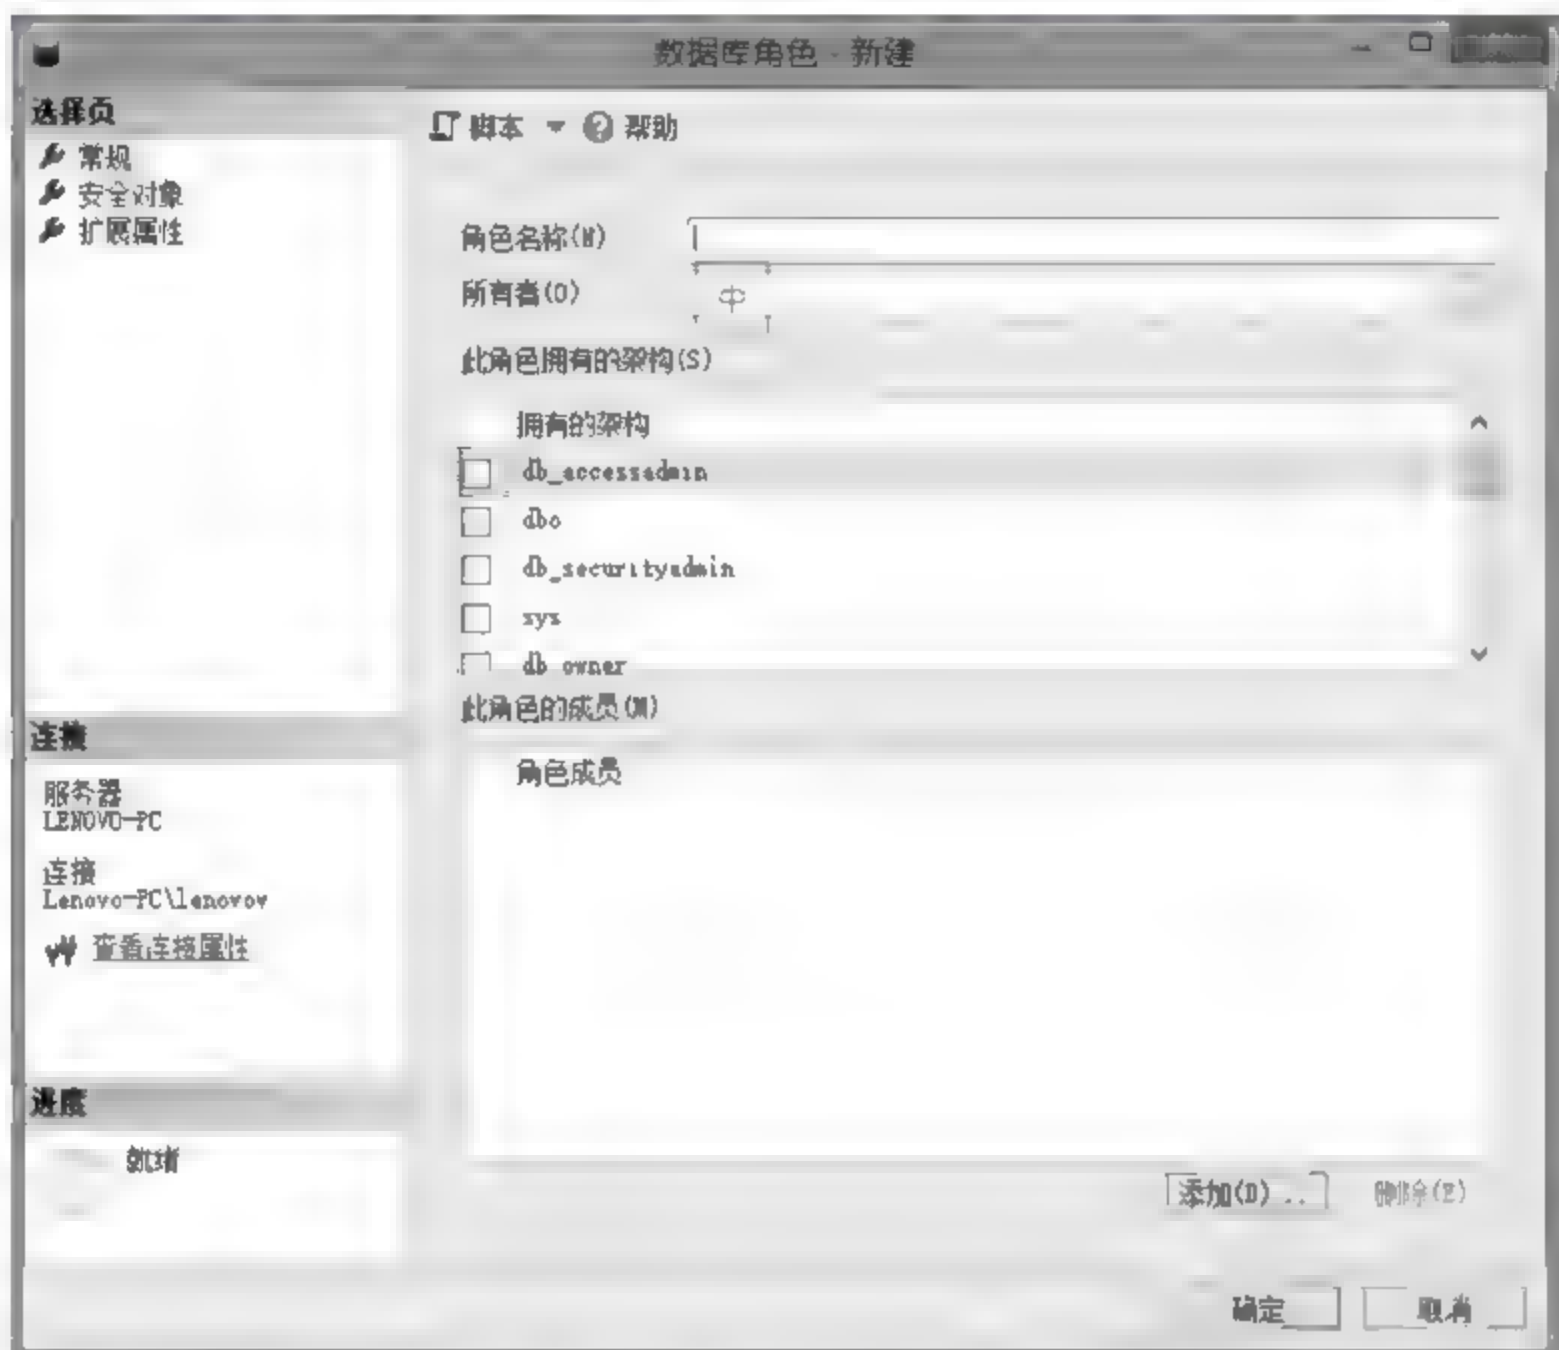 数据库角色 - 新建
选择页
常规
安全对象
扩展属性
脚本 帮助
角色名称(N)
所有者(O)
中
此角色拥有的架构(S)
拥有的架构
db_accessadmin
dbo
db_securityadmin
sys
db_owner
此角色的成员(M)
角色成员
连接
服务器
LENOVO-PC
连接
Lenovo-PC\lenovov
查看连接属性
进度
就绪
添加(D)...
删除(E)
确定
取消